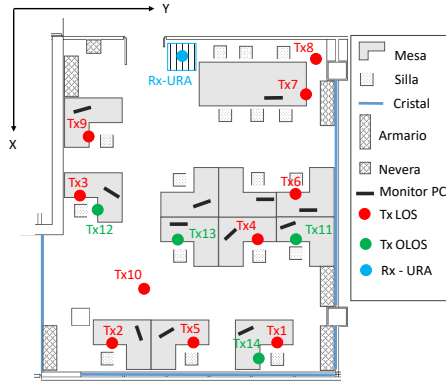 Y
X
Tx8
Rx-URA
Tx7
Tx9
Tx3
Tx12
Tx6
Tx13
Tx4
Tx11
Tx10
Tx2
Tx5
Tx14
Tx1
Mesa
Silla
Cristal
Armario
Nevera
Monitor PC
Tx LOS
Tx OLOS
Rx - URA